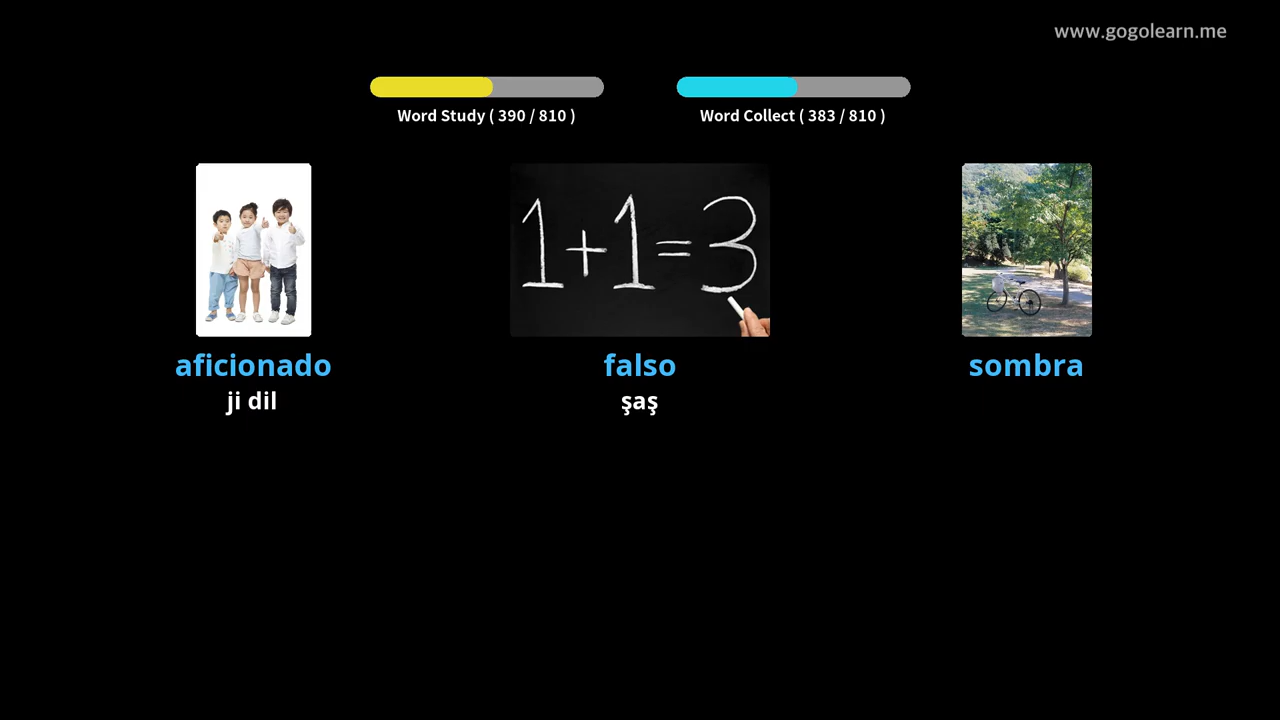 www.gogolearn.me
Word Study ( 390 / 810 )
Word Collect ( 383 / 810 )
1+1=3
aficionado
ji dil
falso
şaş
sombra